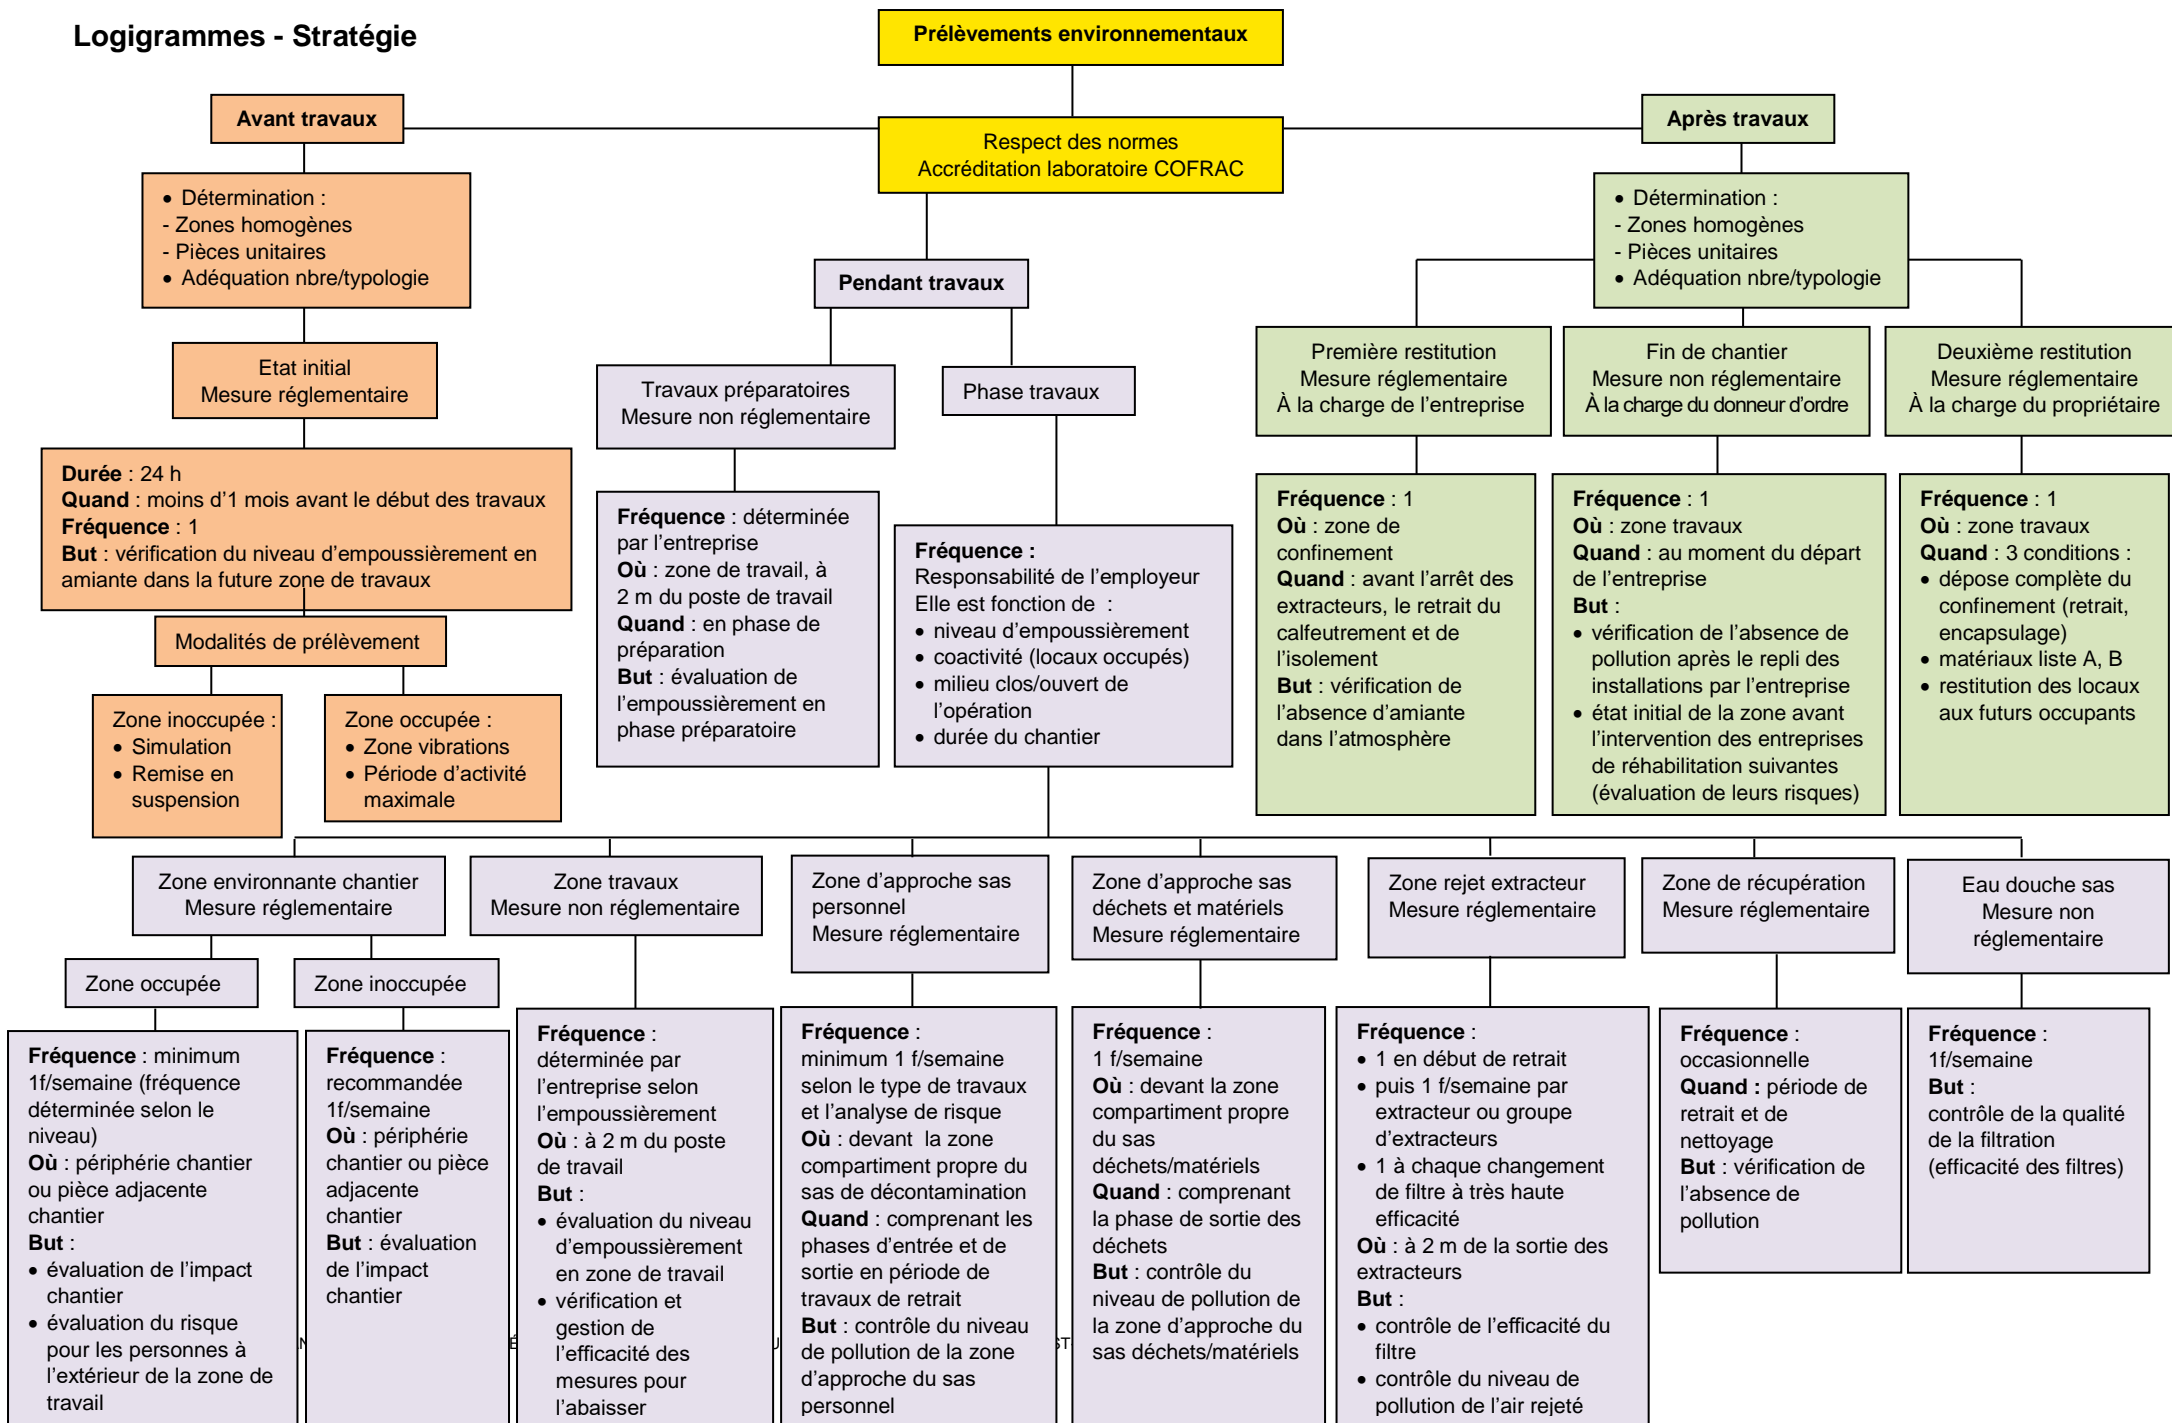 Logigrammes - Stratégie
Prélèvements environnementaux
Respect des normes
Accréditation laboratoire COFRAC
Avant travaux
• Détermination :
- Zones homogènes
- Pièces unitaires
• Adéquation nbre/typologie
Etat initial
Mesure réglementaire
Durée : 24 h
Quand : moins d'1 mois avant le début des travaux
Fréquence : 1
But : vérification du niveau d'empoussièrement en
amiante dans la future zone de travaux
Modalités de prélèvement
Zone inoccupée :
• Simulation
• Remise en
suspension
Zone occupée :
• Zone vibrations
• Période d'activité
maximale
Pendant travaux
Travaux préparatoires
Mesure non réglementaire
Fréquence : déterminée
par l'entreprise
Où : zone de travail, à
2 m du poste de travail
Quand : en phase de
préparation
But : évaluation de
l'empoussièrement en
phase préparatoire
Phase travaux
Fréquence :
Responsabilité de l'employeur
Elle est fonction de :
• niveau d'empoussièrement
• coactivité (locaux occupés)
• milieu clos/ouvert de
l'opération
• durée du chantier
Après travaux
• Détermination :
- Zones homogènes
- Pièces unitaires
• Adéquation nbre/typologie
Première restitution
Mesure réglementaire
À la charge de l'entreprise
Fréquence : 1
Où : zone de
confinement
Quand : avant l'arrêt des
extracteurs, le retrait du
calfeutrement et de
l'isolement
But : vérification de
l'absence d'amiante
dans l'atmosphère
Fin de chantier
Mesure non réglementaire
À la charge du donneur d'ordre
Fréquence : 1
Où : zone travaux
Quand : au moment du départ
de l'entreprise
But :
• vérification de l'absence de
pollution après le repli des
installations par l'entreprise
• état initial de la zone avant
l'intervention des entreprises
de réhabilitation suivantes
(évaluation de leurs risques)
Deuxième restitution
Mesure réglementaire
À la charge du propriétaire
Fréquence : 1
Où : zone travaux
Quand : 3 conditions :
• dépose complète du
confinement (retrait,
encapsulage)
• matériaux liste A, B
• restitution des locaux
aux futurs occupants
Zone environnante chantier
Mesure réglementaire
Zone occupée
Fréquence : minimum
1f/semaine (fréquence
déterminée selon le
niveau)
Où : périphérie chantier
ou pièce adjacente
chantier
But :
• évaluation de l'impact
chantier
• évaluation du risque
pour les personnes à
l'extérieur de la zone de
travail
Zone inoccupée
Fréquence :
recommandée
1f/semaine
Où : périphérie
chantier ou pièce
adjacente
chantier
But : évaluation
de l'impact
chantier
Zone travaux
Mesure non réglementaire
Fréquence :
déterminée par
l'entreprise selon
l'empoussièrement
Où : à 2 m du poste
de travail
But :
• évaluation du niveau
d'empoussièrement
en zone de travail
• vérification et
gestion de
l'efficacité des
mesures pour
l'abaisser
Zone d'approche sas
personnel
Mesure réglementaire
Fréquence :
minimum 1 f/semaine
selon le type de travaux
et l'analyse de risque
Où : devant la zone
compartiment propre du
sas de décontamination
Quand : comprenant les
phases d'entrée et de
sortie en période de
travaux de retrait
But : contrôle du niveau
de pollution de la zone
d'approche du sas
personnel
Zone d'approche sas
déchets et matériels
Mesure réglementaire
Fréquence :
1 f/semaine
Où : devant la zone
compartiment propre
du sas
déchets/matériels
Quand : comprenant
la phase de sortie des
déchets
But : contrôle du
niveau de pollution de
la zone d'approche du
sas déchets/matériels
Zone rejet extracteur
Mesure réglementaire
Fréquence :
• 1 en début de retrait
• puis 1 f/semaine par
extracteur ou groupe
d'extracteurs
• 1 à chaque changement
de filtre à très haute
efficacité
Où : à 2 m de la sortie des
extracteurs
But :
• contrôle de l'efficacité du
filtre
• contrôle du niveau de
pollution de l'air rejeté
Zone de récupération
Mesure réglementaire
Fréquence :
occasionnelle
Quand : période de
retrait et de
nettoyage
But : vérification de
l'absence de
pollution
Eau douche sas
Mesure non
réglementaire
Fréquence :
1f/semaine
But :
contrôle de la qualité
de la filtration
(efficacité des filtres)